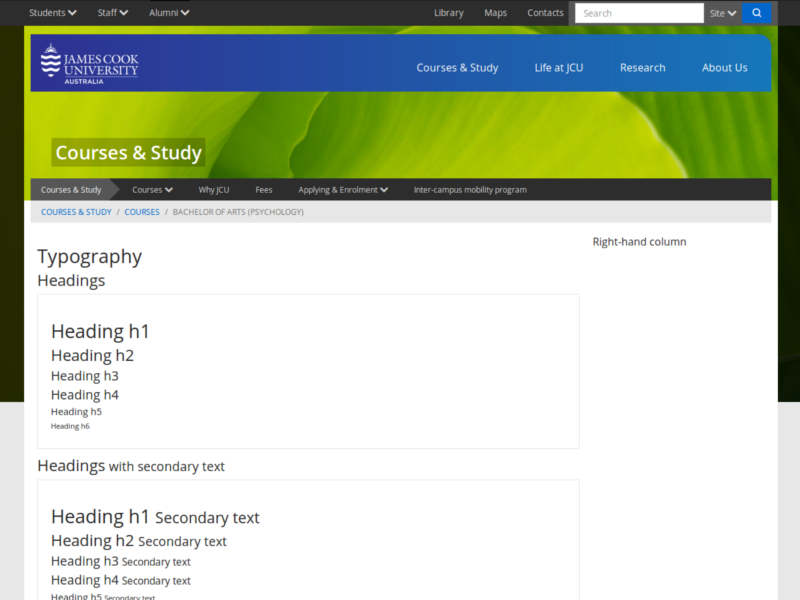 Students Staff Alumni Library Maps Contacts Search Site
JAMES COOK
UNIVERSITY
AUSTRALIA
Courses & Study Life at JCU Research About Us
Courses & Study
Courses & Study Courses Why JCU Fees Applying & Enrolment Inter-campus mobility program
COURSES & STUDY / COURSES / BACHELOR OF ARTS (PSYCHOLOGY)
Right-hand column
Typography
Headings
Heading h1
Heading h2
Heading h3
Heading h4
Heading h5
Heading h6
Headings with secondary text
Heading h1 Secondary text
Heading h2 Secondary text
Heading h3 Secondary text
Heading h4 Secondary text
Heading h5 Secondary text